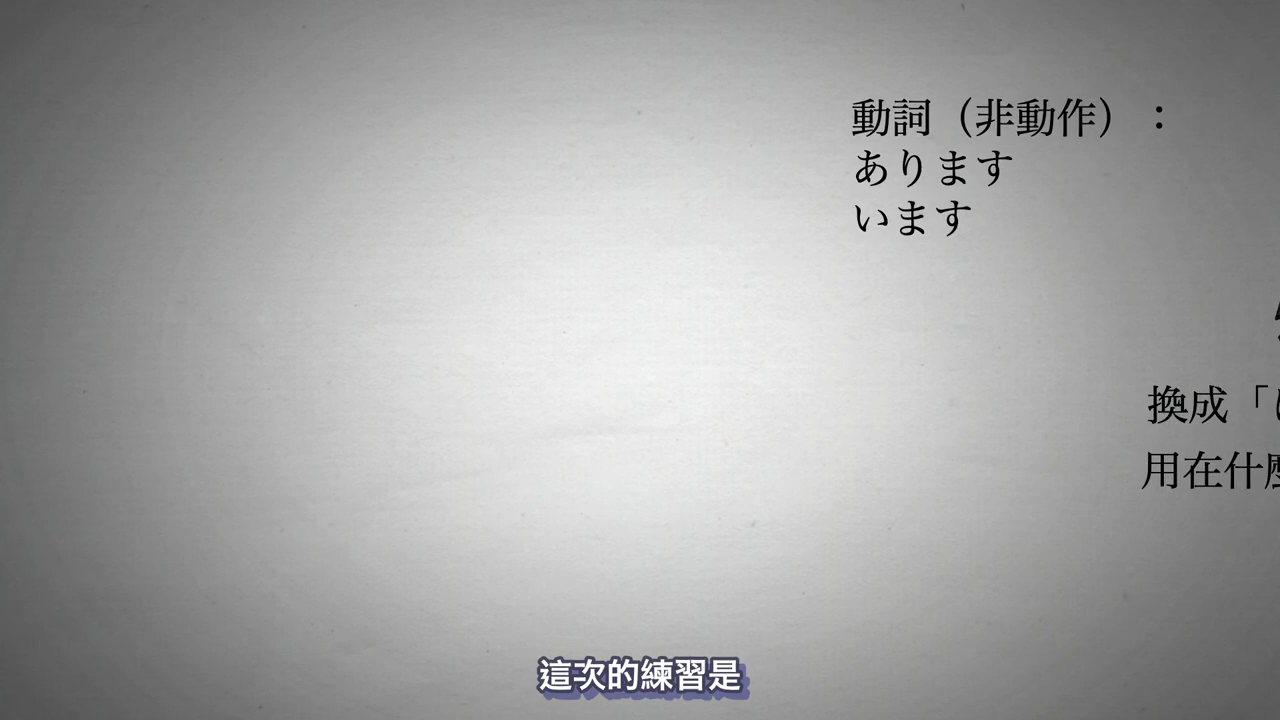 動詞（非動作）：
あります
います
換成「
用在什
這次的練習是